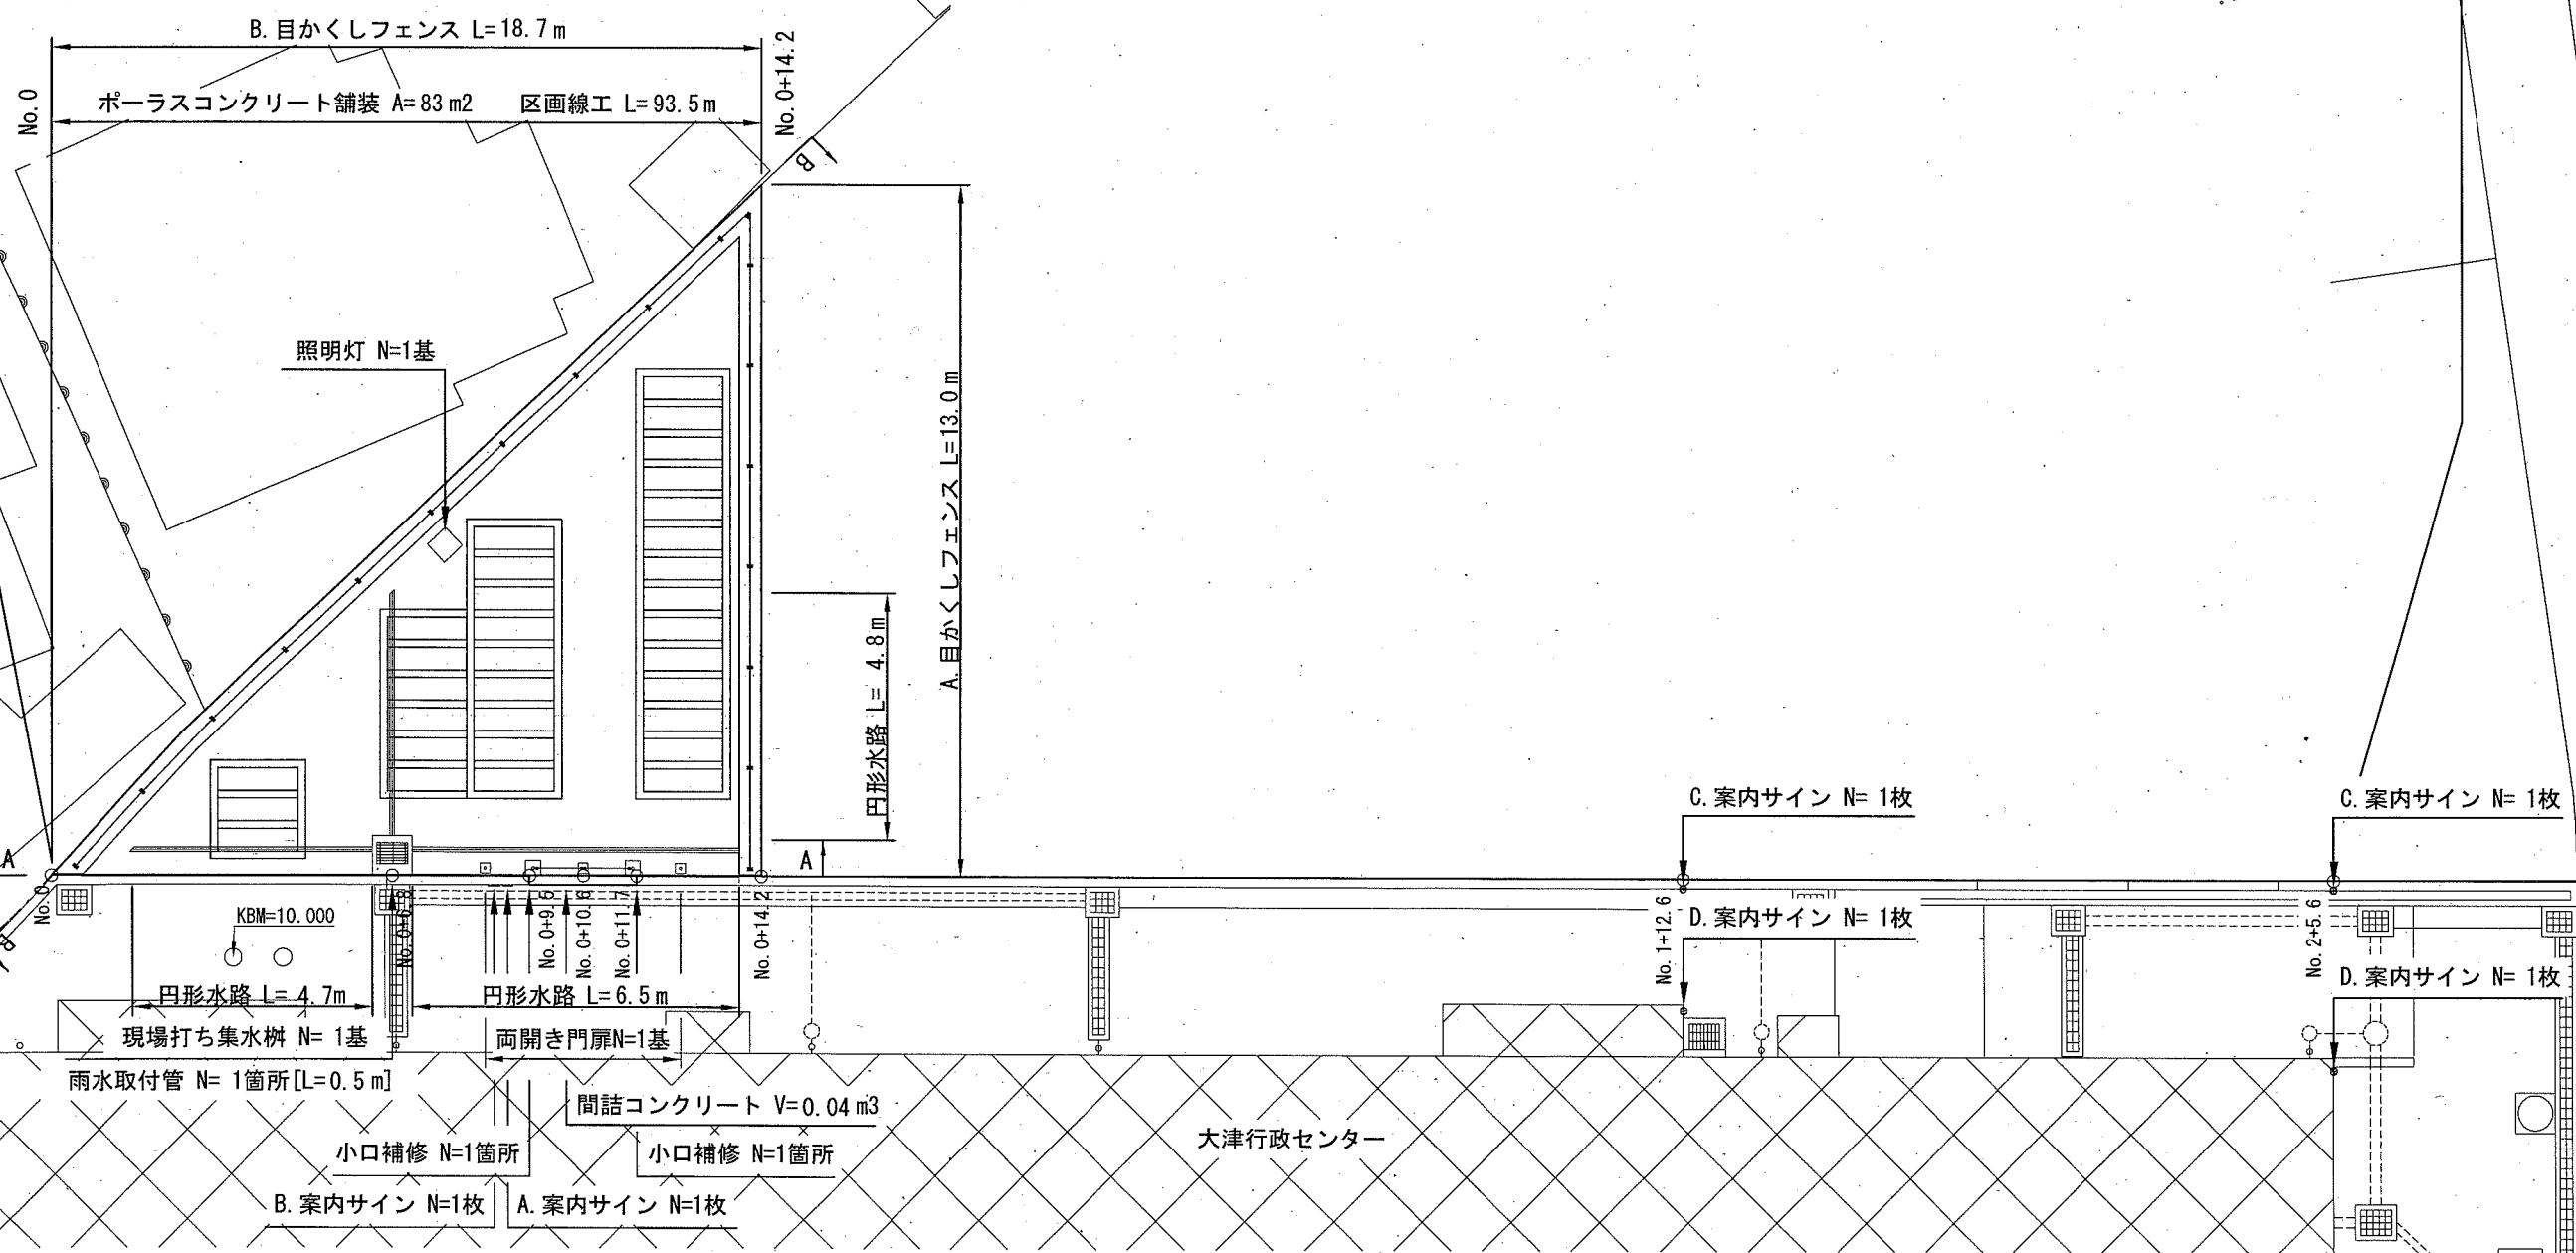 B.目かくしフェンス L=18.7m
No.0
No.0+14.2
ポーラスコンクリート舗装 A=83m2
区画線工 L=93.5m
B
照明灯 N=1基
A.目かくしフェンス L=13.0m
円形水路 L= 4.8m
C.案内サイン N= 1枚
C.案内サイン N= 1枚
A
A
No.0
KBM=10.000
No.0+9.5
No.0+10.6
No.0+11.7
No.0+14.2
No.1+12.6
D.案内サイン N= 1枚
No.2+5.6
D.案内サイン N= 1枚
B
円形水路 L= 4.7m
円形水路 L=6.5m
現場打ち集水桝 N= 1基
両開き門扉N=1基
雨水取付管 N= 1箇所[L=0.5m]
間詰コンクリート V=0.04m3
大津行政センター
小口補修 N=1箇所
小口補修 N=1箇所
B.案内サイン N=1枚
A.案内サイン N=1枚